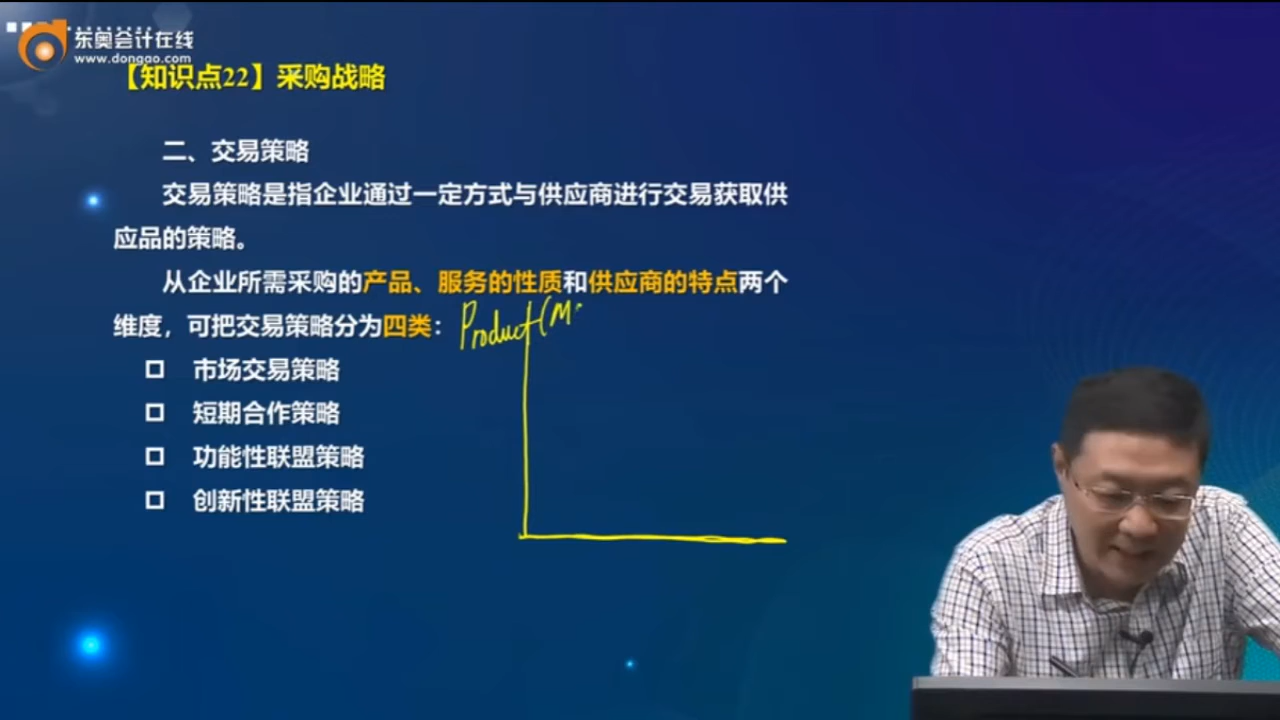 东奥会计在线
www.dongao.com
【知识点22】采购战略
二、交易策略
交易策略是指企业通过一定方式与供应商进行交易获取供
应品的策略。
从企业所需采购的产品、服务的性质和供应商的特点两个
维度，可把交易策略分为四类：
Product(M
市场交易策略
短期合作策略
功能性联盟策略
创新性联盟策略